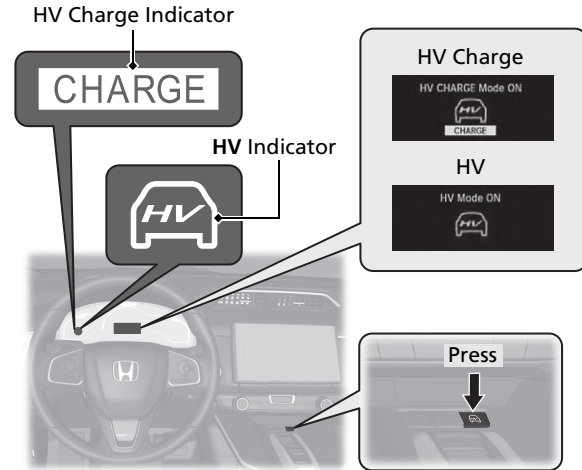 HV Charge Indicator
CHARGE
HV Indicator
HV
HV Charge
HV CHARGE Mode ON
HV
CHARGE
HV
HV Mode ON
HV
Press